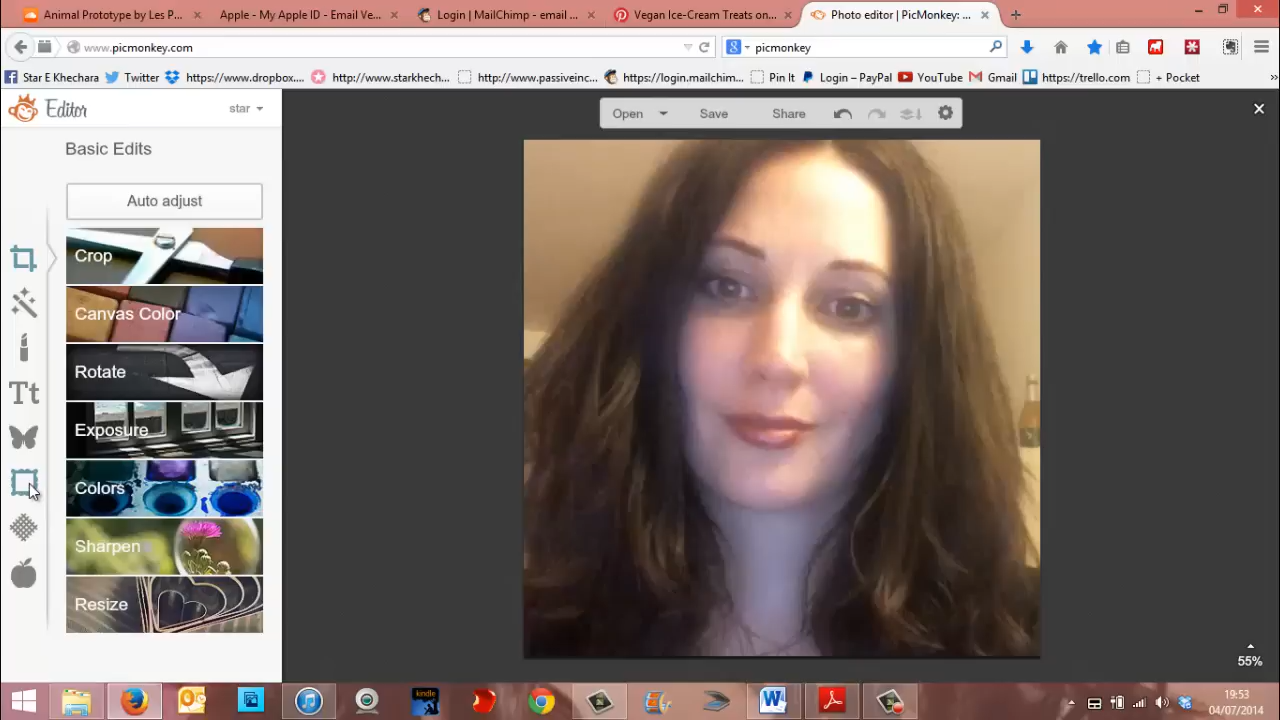 Animal Prototype by Les P...
Apple - My Apple ID - Email Ve...
Login | MailChimp - email ...
Vegan Ice-Cream Treats on...
Photo editor | PicMonkey: ...
www.picmonkey.com
picmonkey
Star E Khechara
Twitter
https://www.dropbox....
http://www.starkhech...
http://www.passiveinc...
https://login.mailchim...
Pin It
Login – PayPal
YouTube
Gmail
https://trello.com
+ Pocket
Editor
star
Open
Save
Share
Basic Edits
Auto adjust
Crop
Canvas Color
Rotate
Exposure
Tt
Colors
Sharpen
Resize
55%
kindle
19:53
04/07/2014